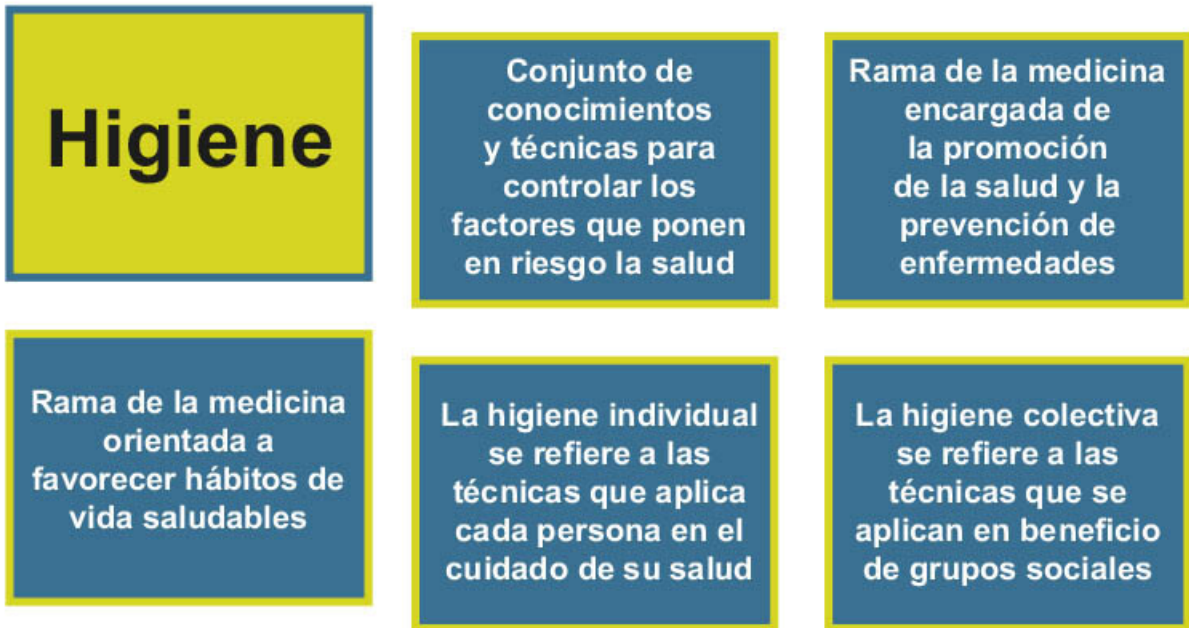 Higiene
Conjunto de
conocimientos
y técnicas para
controlar los
factores que ponen
en riesgo la salud
Rama de la medicina
encargada de
la promoción
de la salud y la
prevención de
enfermedades
Rama de la medicina
orientada a
favorecer hábitos de
vida saludables
La higiene individual
se refiere a las
técnicas que aplica
cada persona en el
cuidado de su salud
La higiene colectiva
se refiere a las
técnicas que se
aplican en beneficio
de grupos sociales